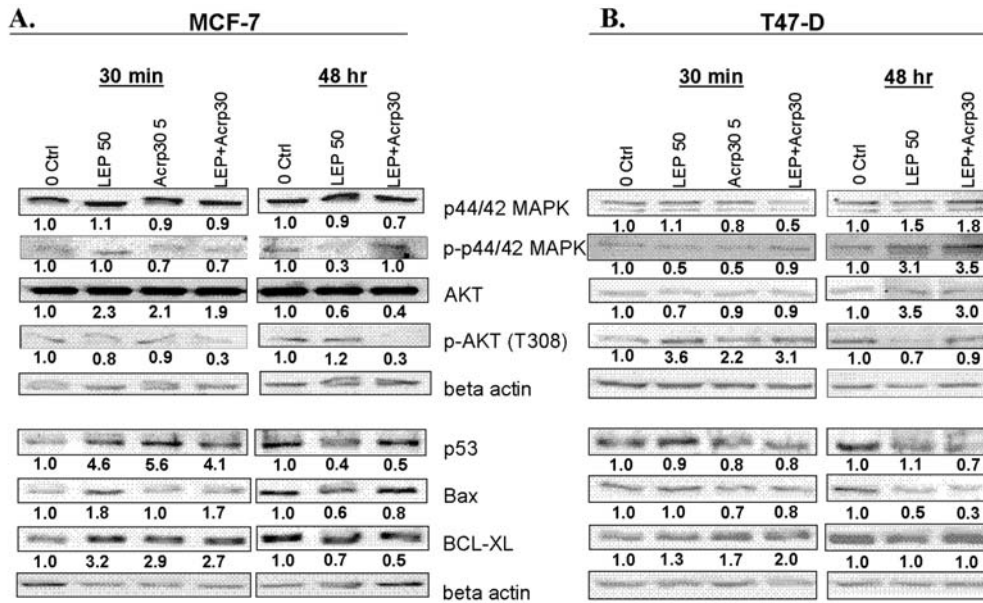 A. MCF-7
B. T47-D
30 min 48 hr
30 min 48 hr
0 Ctrl LEP 50 Acrp30 5 LEP+Acrp30 0 Ctrl LEP 50 LEP+Acrp30
0 Ctrl LEP 50 Acrp30 5 LEP+Acrp30 0 Ctrl LEP 50 LEP+Acrp30
p44/42 MAPK
1.0 1.1 0.9 0.9 1.0 0.9 0.7
1.0 1.1 0.8 0.5 1.0 1.5 1.8
p-p44/42 MAPK
1.0 1.0 0.7 0.7 1.0 0.3 1.0
1.0 0.5 0.5 0.9 1.0 3.1 3.5
AKT
1.0 2.3 2.1 1.9 1.0 0.6 0.4
1.0 0.7 0.9 0.9 1.0 3.5 3.0
p-AKT (T308)
1.0 0.8 0.9 0.3 1.0 1.2 0.3
1.0 3.6 2.2 3.1 1.0 0.7 0.9
beta actin
p53
1.0 4.6 5.6 4.1 1.0 0.4 0.5
1.0 0.9 0.8 0.8 1.0 1.1 0.7
Bax
1.0 1.8 1.0 1.7 1.0 0.6 0.8
1.0 1.0 0.7 0.8 1.0 0.5 0.3
BCL-XL
1.0 3.2 2.9 2.7 1.0 0.7 0.5
1.0 1.3 1.7 2.0 1.0 1.0 1.0
beta actin